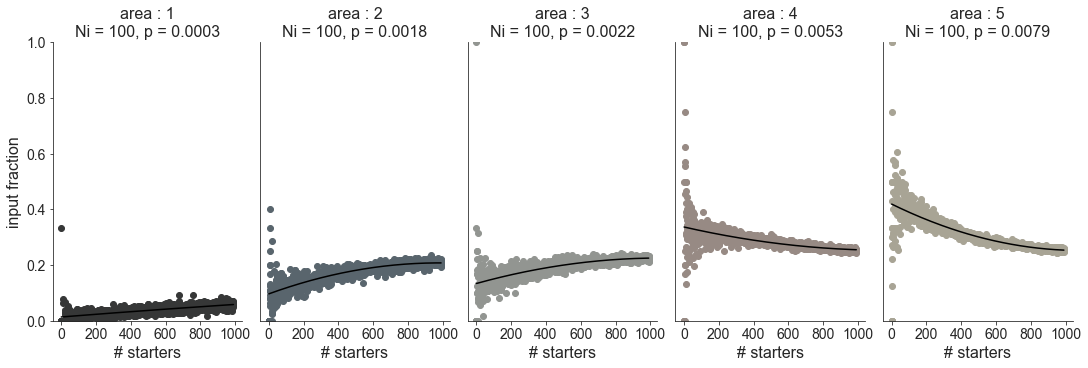 area : 1
Ni = 100, p = 0.0003
area : 2
Ni = 100, p = 0.0018
area : 3
Ni = 100, p = 0.0022
area : 4
Ni = 100, p = 0.0053
area : 5
Ni = 100, p = 0.0079
input fraction
1.0
0.8
0.6
0.4
0.2
0.0
0 200 400 600 800 1000
0 200 400 600 800 1000
0 200 400 600 800 1000
0 200 400 600 800 1000
0 200 400 600 800 1000
# starters
# starters
# starters
# starters
# starters